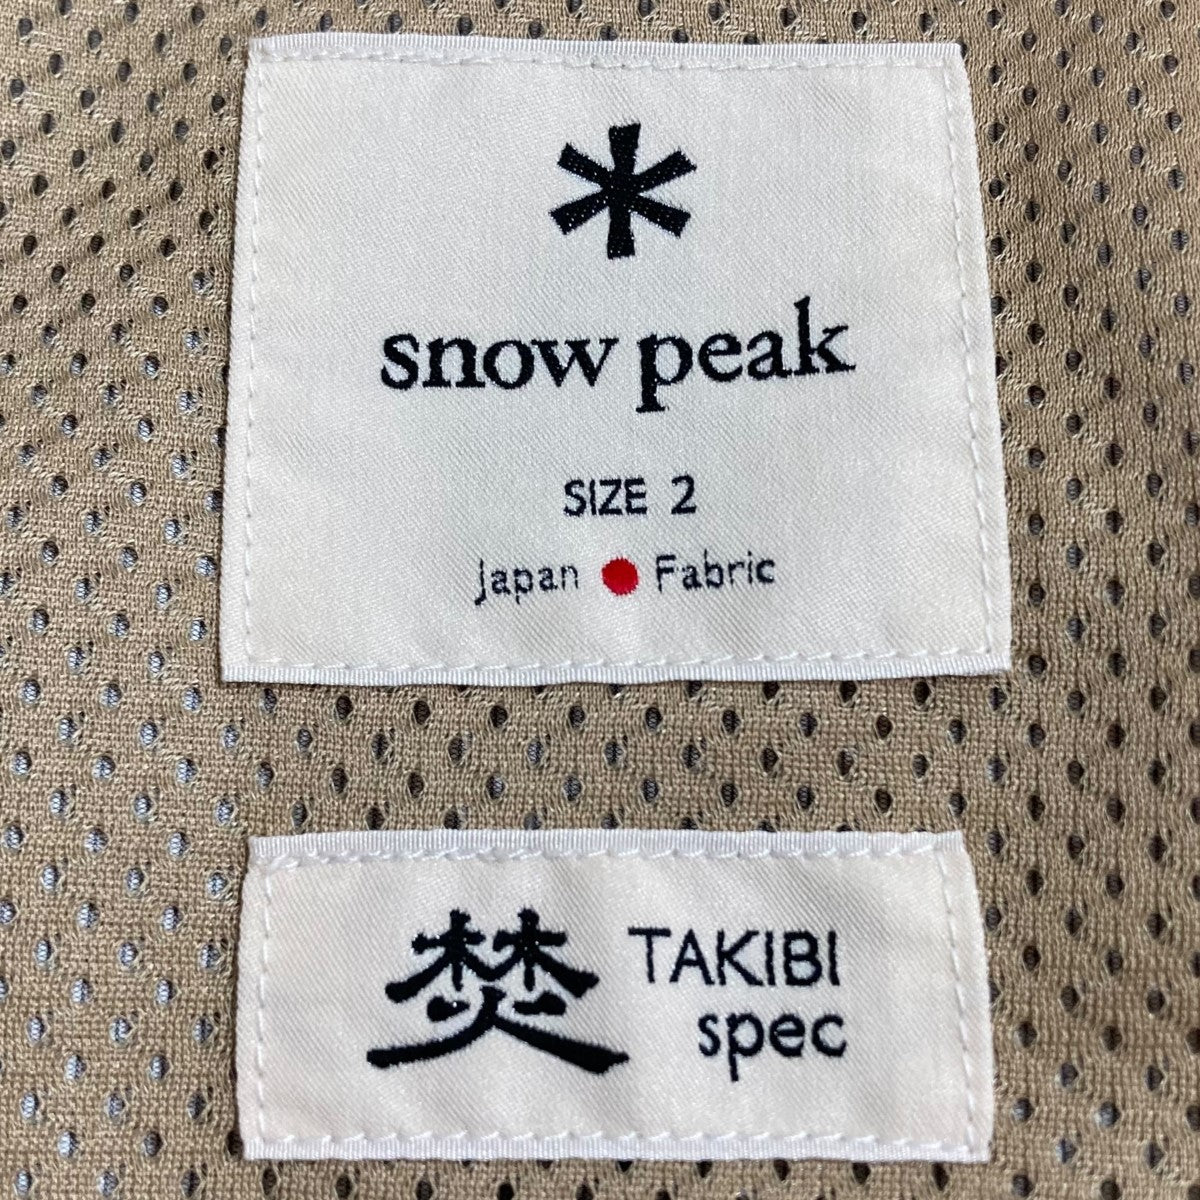 snow peak
SIZE 2
Japan Fabric
焚 TAKIBI
spec